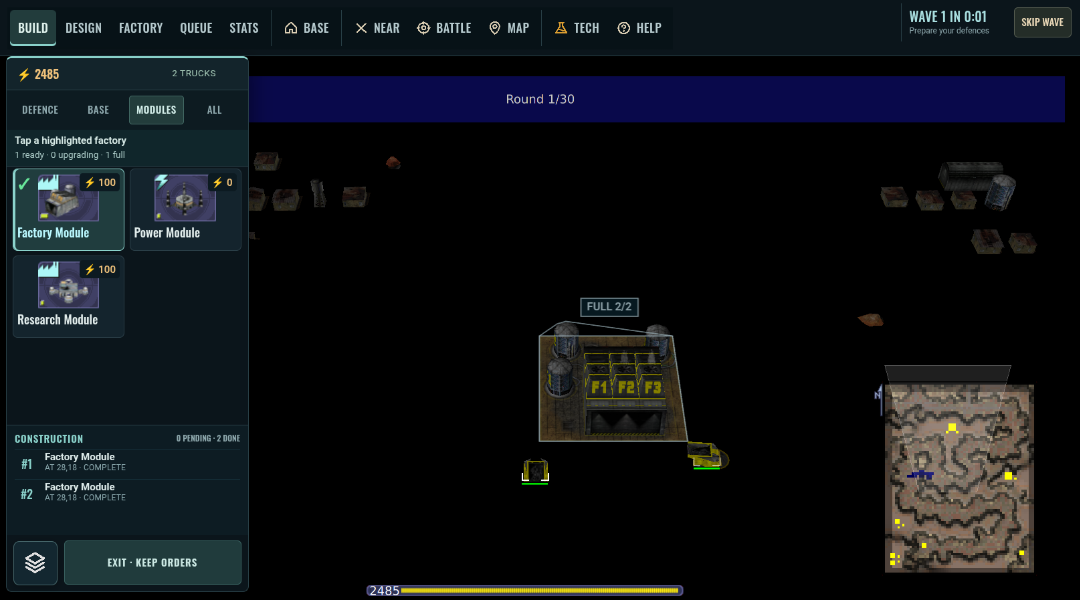 BUILD DESIGN FACTORY QUEUE STATS BASE NEAR BATTLE MAP TECH HELP
WAVE 1 IN 0:01
Prepare your defences
SKIP WAVE
2485
2 TRUCKS
DEFENCE BASE MODULES ALL
Tap a highlighted factory
1 ready · 0 upgrading · 1 full
100
Factory Module
0
Power Module
100
Research Module
CONSTRUCTION
0 PENDING · 2 DONE
#1
Factory Module
AT 28,18 · COMPLETE
#2
Factory Module
AT 28,18 · COMPLETE
EXIT · KEEP ORDERS
Round 1/30
FULL 2/2
F1 F2 F3
N
2485